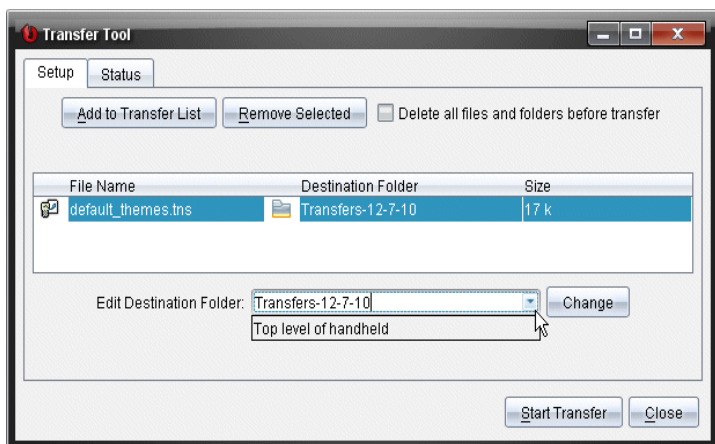 Transfer Tool
Setup Status
Add to Transfer List Remove Selected Delete all files and folders before transfer
File Name Destination Folder Size
default_themes.tns Transfers-12-7-10 17 k
Edit Destination Folder: Transfers-12-7-10 Change
Top level of handheld
Start Transfer Close